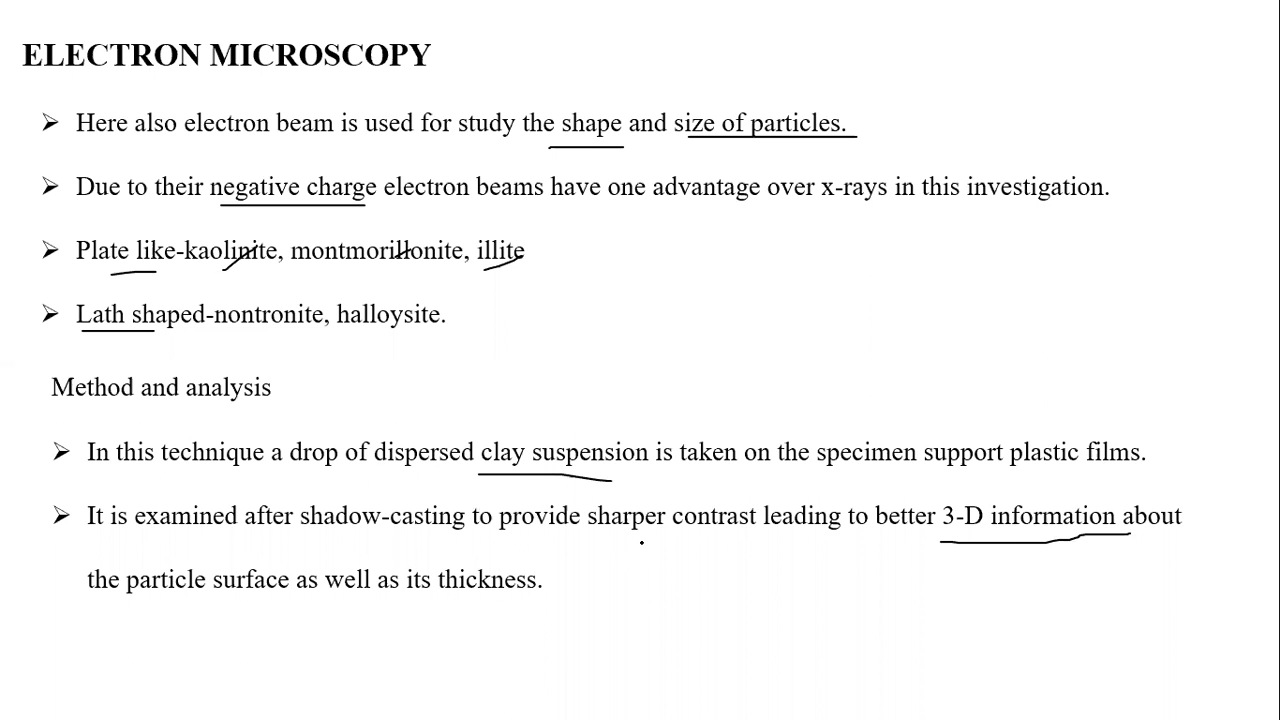 ELECTRON MICROSCOPY
➢ Here also electron beam is used for study the shape and size of particles.
➢ Due to their negative charge electron beams have one advantage over x-rays in this investigation.
➢ Plate like-kaolinite, montmorillonite, illite
➢ Lath shaped-nontronite, halloysite.
Method and analysis
➢ In this technique a drop of dispersed clay suspension is taken on the specimen support plastic films.
➢ It is examined after shadow-casting to provide sharper contrast leading to better 3-D information about
the particle surface as well as its thickness.